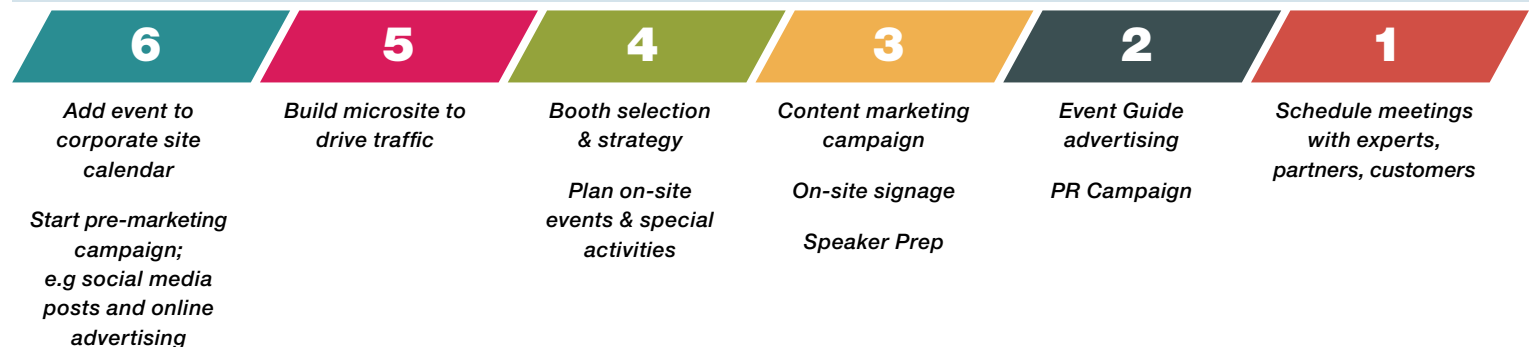 6
Add event to
corporate site
calendar
Start pre-marketing
campaign;
e.g social media
posts and online
advertising
5
Build microsite to
drive traffic
4
Booth selection
& strategy
Plan on-site
events & special
activities
3
Content marketing
campaign
On-site signage
Speaker Prep
2
Event Guide
advertising
PR Campaign
1
Schedule meetings
with experts,
partners, customers